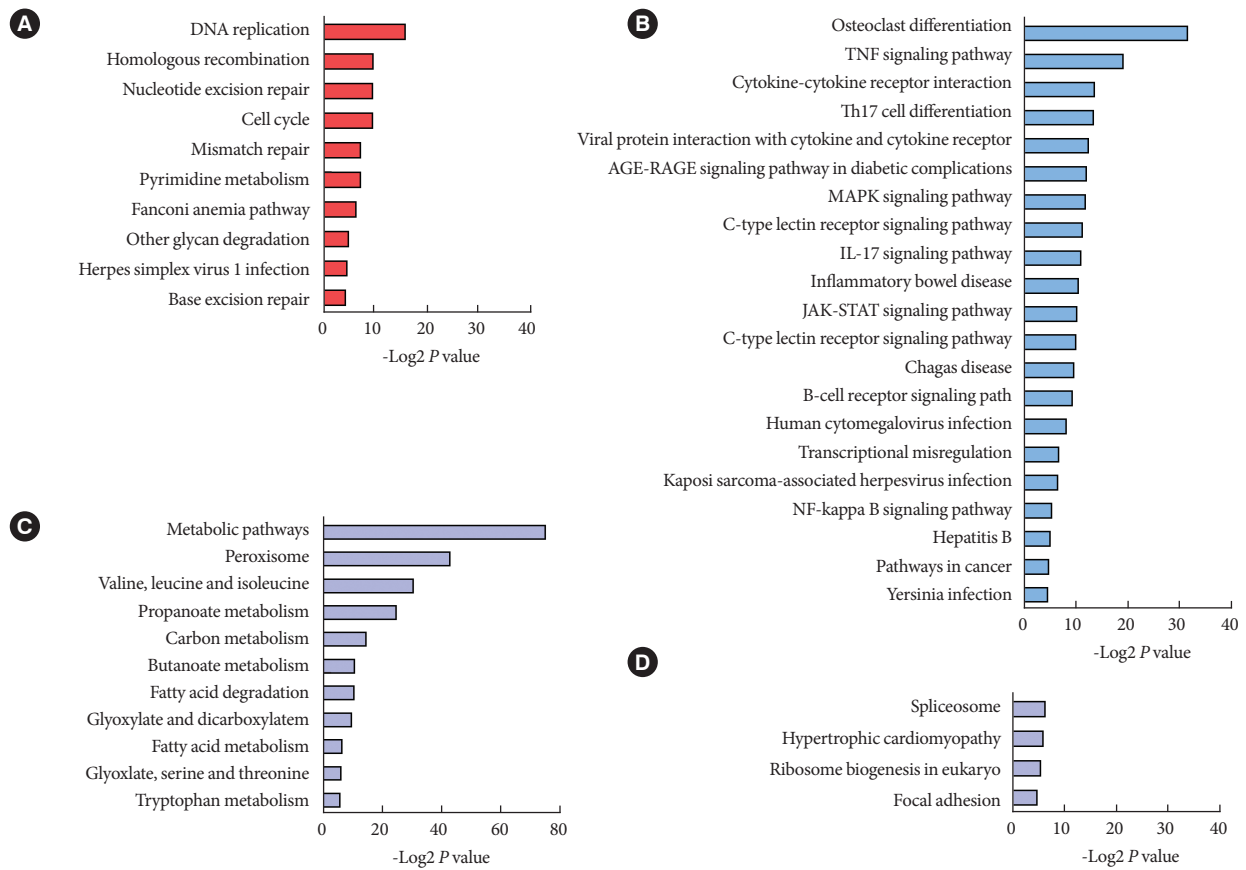 A
DNA replication
Homologous recombination
Nucleotide excision repair
Cell cycle
Mismatch repair
Pyrimidine metabolism
Fanconi anemia pathway
Other glycan degradation
Herpes simplex virus 1 infection
Base excision repair
0 10 20 30 40
-Log2 P value
B
Osteoclast differentiation
TNF signaling pathway
Cytokine-cytokine receptor interaction
Th17 cell differentiation
Viral protein interaction with cytokine and cytokine receptor
AGE-RAGE signaling pathway in diabetic complications
MAPK signaling pathway
C-type lectin receptor signaling pathway
IL-17 signaling pathway
Inflammatory bowel disease
JAK-STAT signaling pathway
C-type lectin receptor signaling pathway
Chagas disease
B-cell receptor signaling path
Human cytomegalovirus infection
Transcriptional misregulation
Kaposi sarcoma-associated herpesvirus infection
NF-kappa B signaling pathway
Hepatitis B
Pathways in cancer
Yersinia infection
0 10 20 30 40
-Log2 P value
C
Metabolic pathways
Peroxisome
Valine, leucine and isoleucine
Propanoate metabolism
Carbon metabolism
Butanoate metabolism
Fatty acid degradation
Glyoxylate and dicarboxylatem
Fatty acid metabolism
Glyoxlate, serine and threonine
Tryptophan metabolism
0 20 40 60 80
-Log2 P value
D
Spliceosome
Hypertrophic cardiomyopathy
Ribosome biogenesis in eukaryo
Focal adhesion
0 10 20 30 40
-Log2 P value